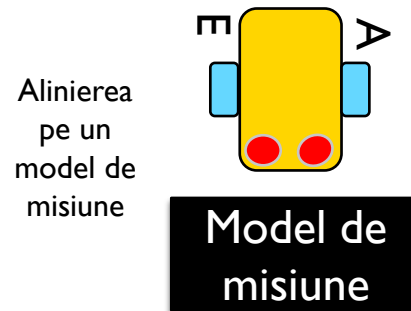 E
A
Alinierea
pe un
model de
misiune
Model de
misiune